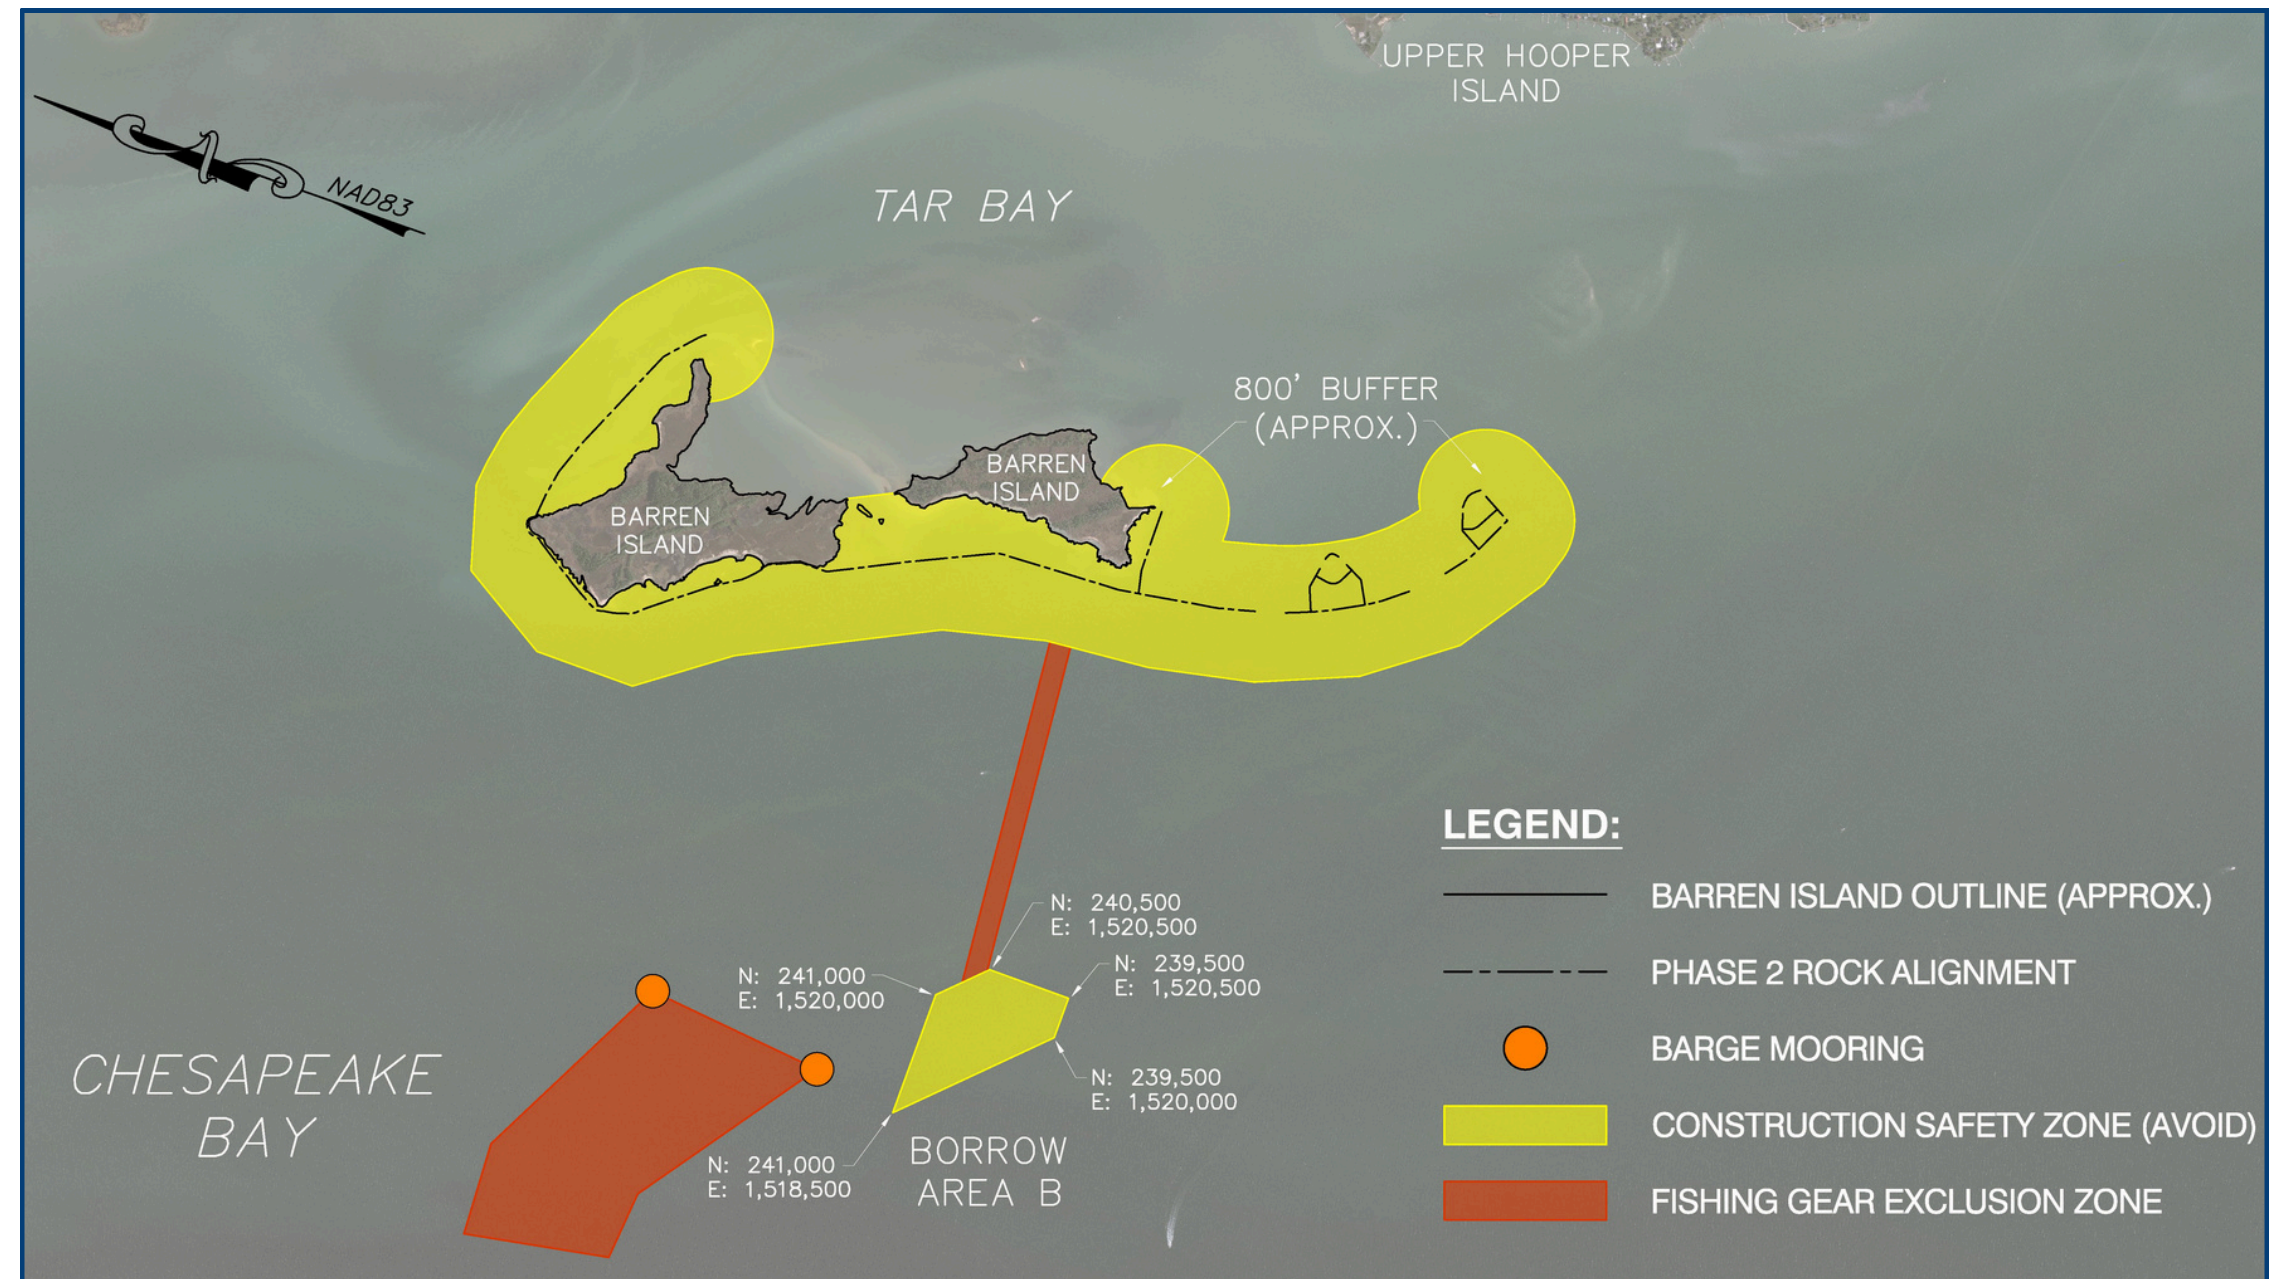 UPPER HOOPER
ISLAND
NAD83
TAR BAY
800' BUFFER
(APPROX.)
BARREN
ISLAND
BARREN
ISLAND
LEGEND:
BARREN ISLAND OUTLINE (APPROX.)
PHASE 2 ROCK ALIGNMENT
BARGE MOORING
CONSTRUCTION SAFETY ZONE (AVOID)
FISHING GEAR EXCLUSION ZONE
N: 240,500
E: 1,520,500
N: 239,500
E: 1,520,500
N: 241,000
E: 1,520,000
N: 239,500
E: 1,520,000
N: 241,000
E: 1,518,500
CHESAPEAKE
BAY
BORROW
AREA B